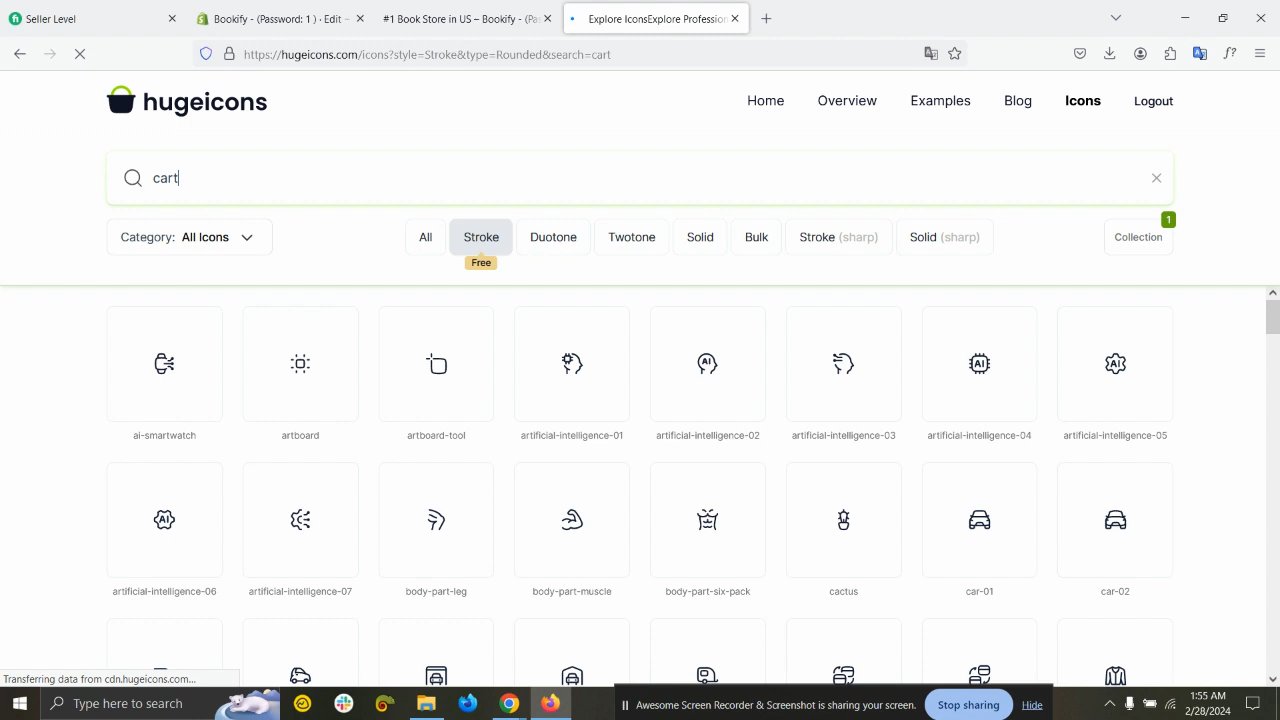 Seller Level
Bookify - (Password: 1 ) · Edit ~
#1 Book Store in US – Bookify - (Pa
Explore IconsExplore Profession
https://hugeicons.com/icons?style=Stroke&type=Rounded&search=cart
hugeicons
Home
Overview
Examples
Blog
Icons
Logout
cart
Category: All Icons
All
Stroke
Duotone
Twotone
Solid
Bulk
Stroke (sharp)
Solid (sharp)
Collection
1
Free
AI
AI
AI
ai-smartwatch
artboard
artboard-tool
artificial-intelligence-01
artificial-intelligence-02
artificial-intelligence-03
artificial-intelligence-04
artificial-intelligence-05
AI
artificial-intelligence-06
artificial-intelligence-07
body-part-leg
body-part-muscle
body-part-six-pack
cactus
car-01
car-02
Transferring data from cdn.hugeicons.com...
Type here to search
Awesome Screen Recorder & Screenshot is sharing your screen.
Stop sharing
Hide
1:55 AM
2/28/2024